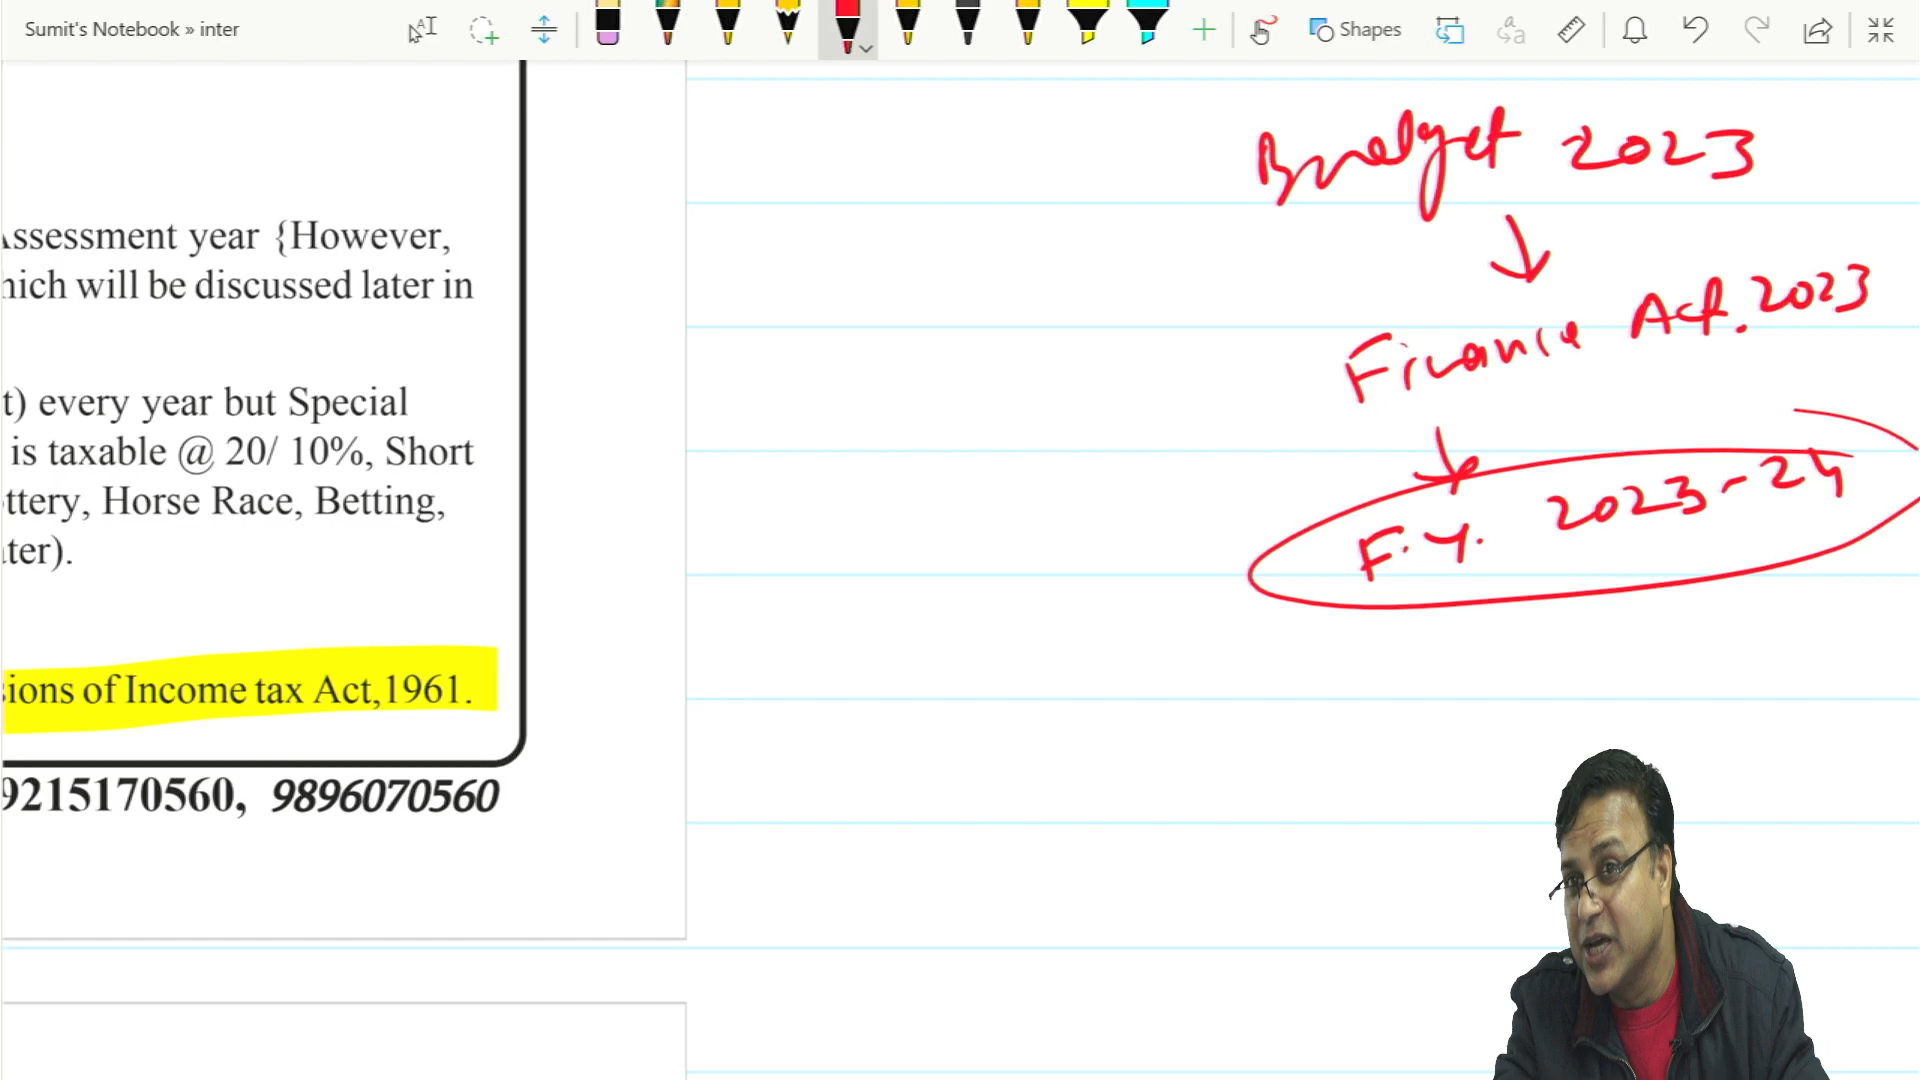 Sumit's Notebook » inter
Shapes
Assessment year {However,
hich will be discussed later in
t) every year but Special
is taxable @ 20/ 10%, Short
ttery, Horse Race, Betting,
ter).
sions of Income tax Act,1961.
9215170560, 9896070560
Budget 2023
Finance Act. 2023
F.Y. 2023-24